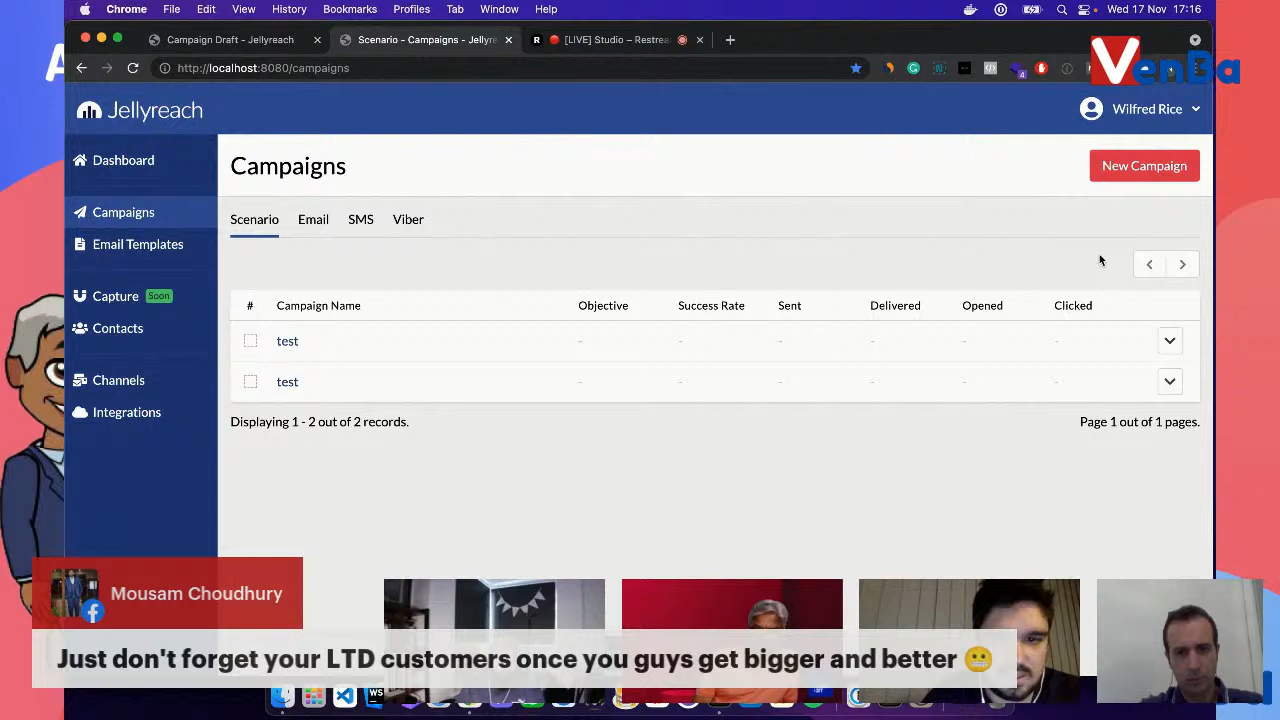 Chrome File Edit View History Bookmarks Profiles Tab Window Help
Wed 17 Nov 17:16
Campaign Draft - Jellyreach
Scenario - Campaigns - Jellyre
[LIVE] Studio – Restrea
http://localhost:8080/campaigns
VenBa
Jellyreach
Wilfred Rice
Dashboard
Campaigns
Email Templates
Capture Soon
Contacts
Channels
Integrations
Campaigns
New Campaign
Scenario Email SMS Viber
# Campaign Name Objective Success Rate Sent Delivered Opened Clicked
test - - - - - -
test - - - - - -
Displaying 1 - 2 out of 2 records.
Page 1 out of 1 pages.
Mousam Choudhury
Just don't forget your LTD customers once you guys get bigger and better 😬
WS